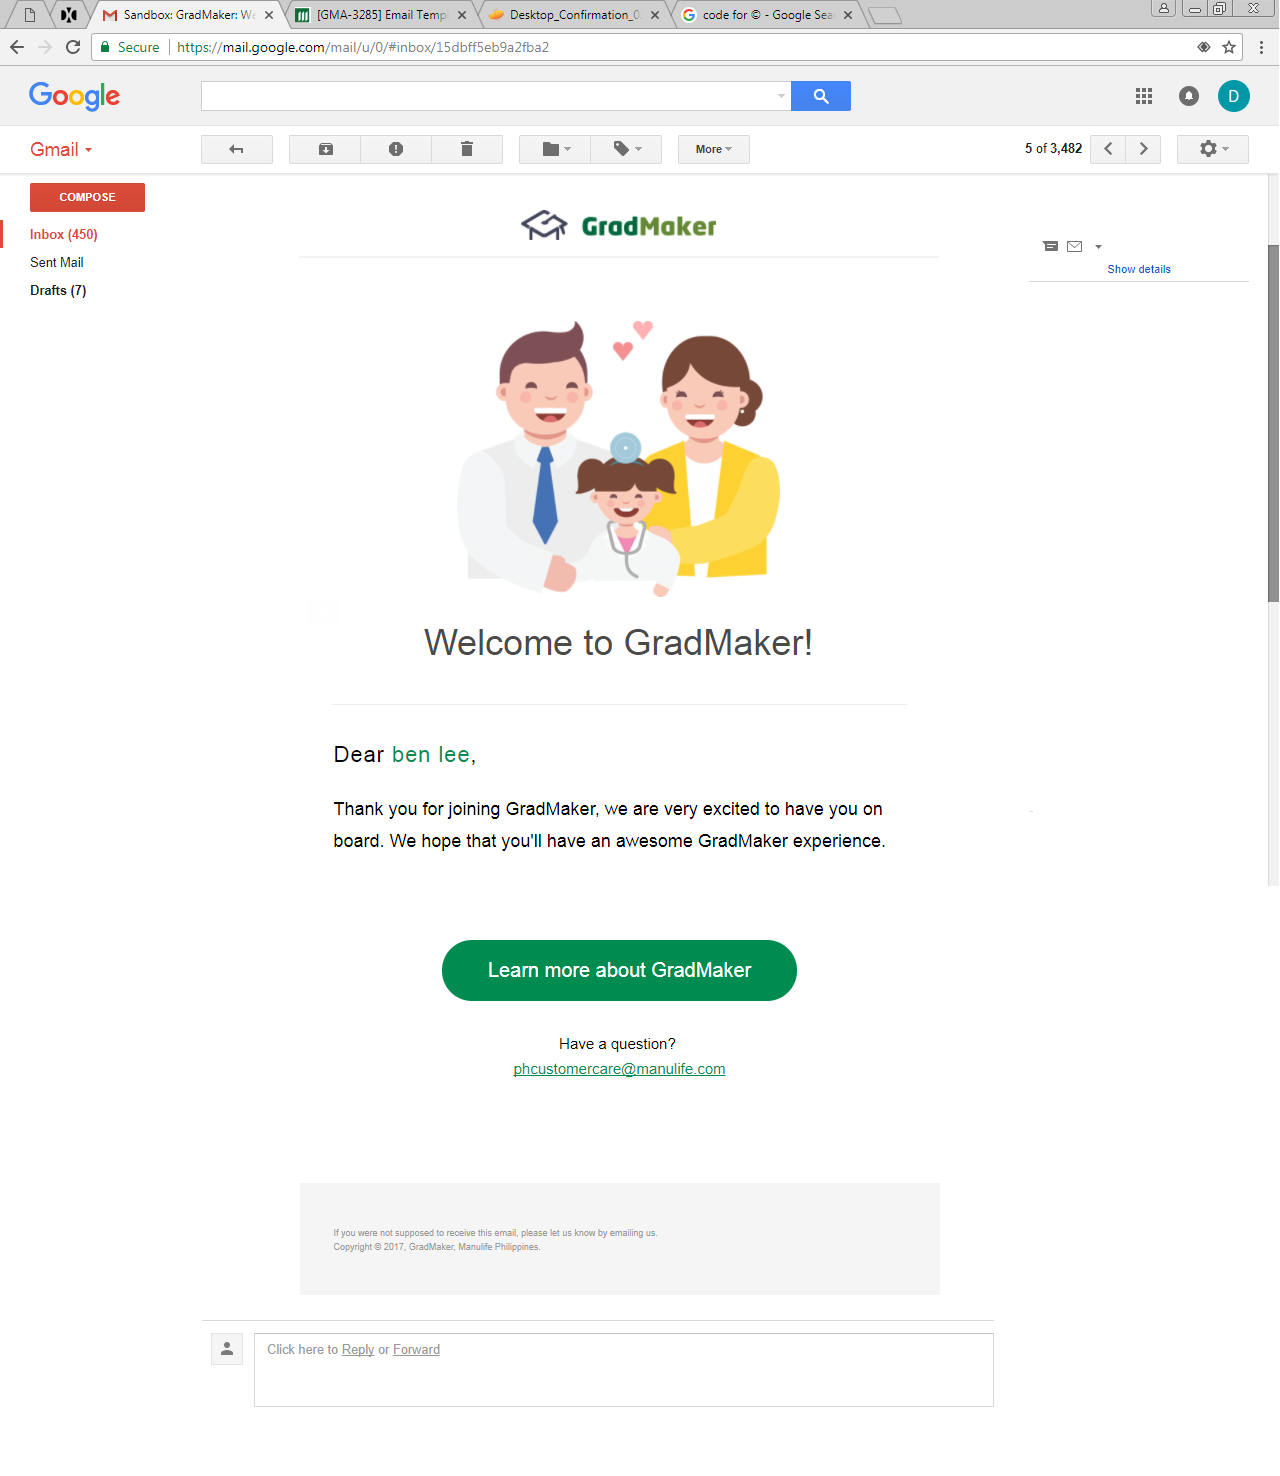 Sandbox: GradMaker: We
[GMA-3285] Email Templ
Desktop_Confirmation_0
code for © - Google Sea
Secure
https://mail.google.com/mail/u/0/#inbox/15dbff5eb9a2fba2
Google
D
Gmail
More
5 of 3,482
COMPOSE
Inbox (450)
Sent Mail
Drafts (7)
GradMaker
Show details
Welcome to GradMaker!
Dear ben lee,
Thank you for joining GradMaker, we are very excited to have you on
board. We hope that you'll have an awesome GradMaker experience.
Learn more about GradMaker
Have a question?
phcustomercare@manulife.com
If you were not supposed to receive this email, please let us know by emailing us.
Copyright © 2017, GradMaker, Manulife Philippines.
Click here to Reply or Forward